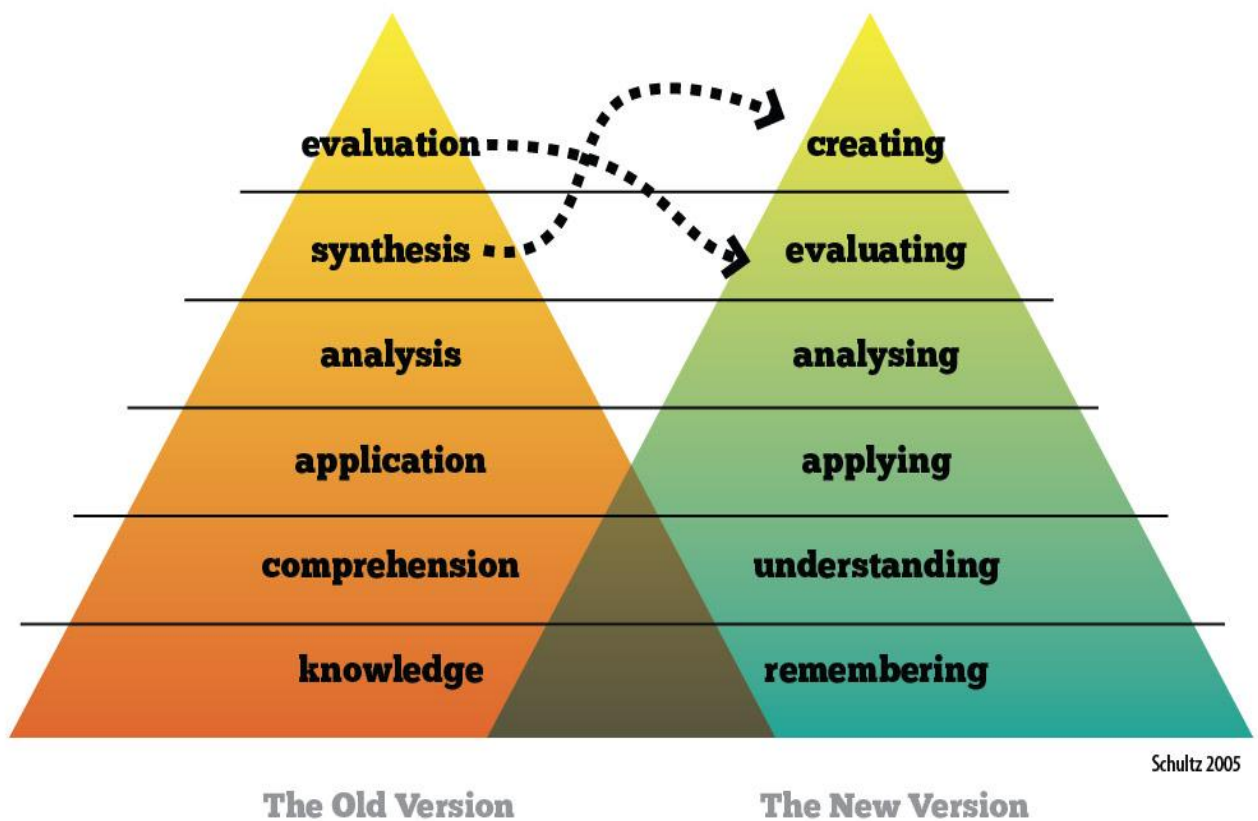 evaluation
synthesis
analysis
application
comprehension
knowledge
creating
evaluating
analysing
applying
understanding
remembering
Schultz 2005
The Old Version
The New Version